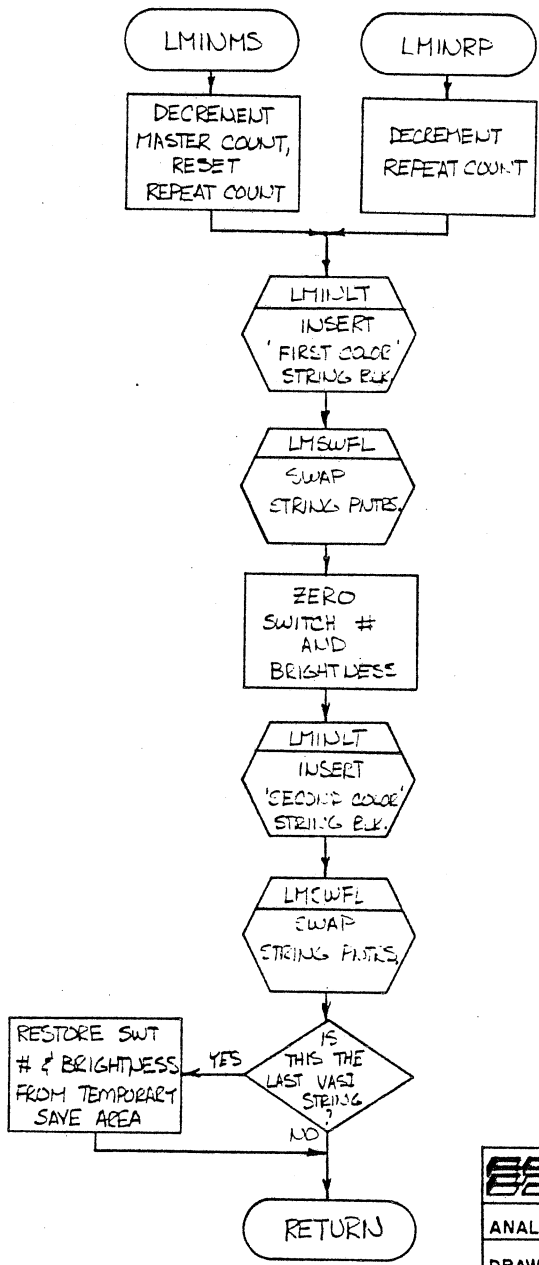 LMINMS
LMINRP
DECREMENT
MASTER COUNT,
RESET
REPEAT COUNT
DECREMENT
REPEAT COUNT
LMINLT
INSERT
'FIRST COLOR'
STRING BLK.
LMSWFL
SWAP
STRING PNTRS.
ZERO
SWITCH #
AND
BRIGHTNESS
LMINLT
INSERT
'SECOND COLOR'
STRING BLK.
LMSWFL
SWAP
STRING PNTRS.
IS
THIS THE
LAST VASI
STRING
?
YES
RESTORE SWT
# & BRIGHTNESS
FROM TEMPORARY
SAVE AREA
NO
RETURN
ANAL
DRAW